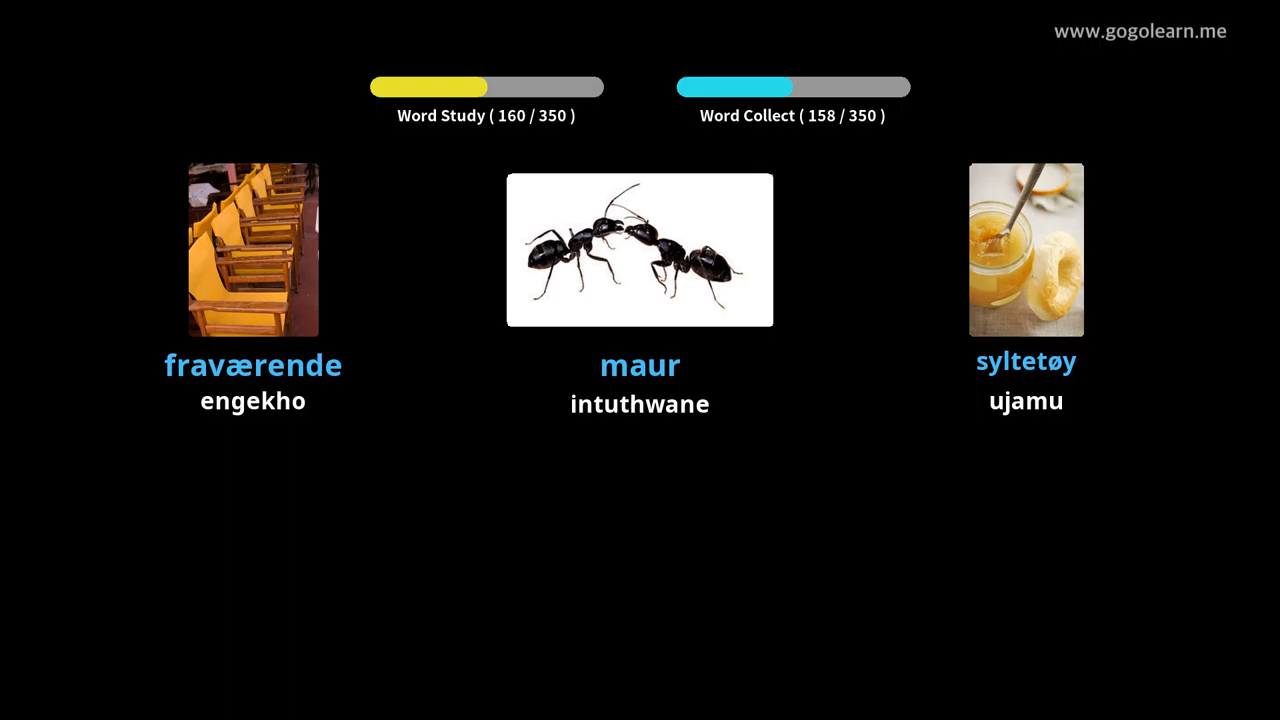 www.gogolearn.me
Word Study ( 160 / 350 )
Word Collect ( 158 / 350 )
fraværende
engekho
maur
intuthwane
syltetøy
ujamu